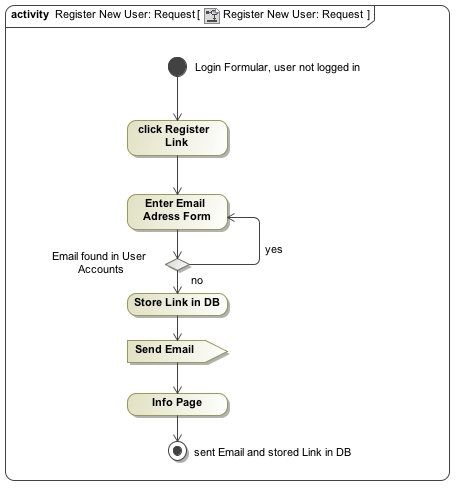 activity Register New User: Request [ Register New User: Request ]
Login Formular, user not logged in
click Register
Link
Enter Email
Adress Form
Email found in User
Accounts
yes
no
Store Link in DB
Send Email
Info Page
sent Email and stored Link in DB